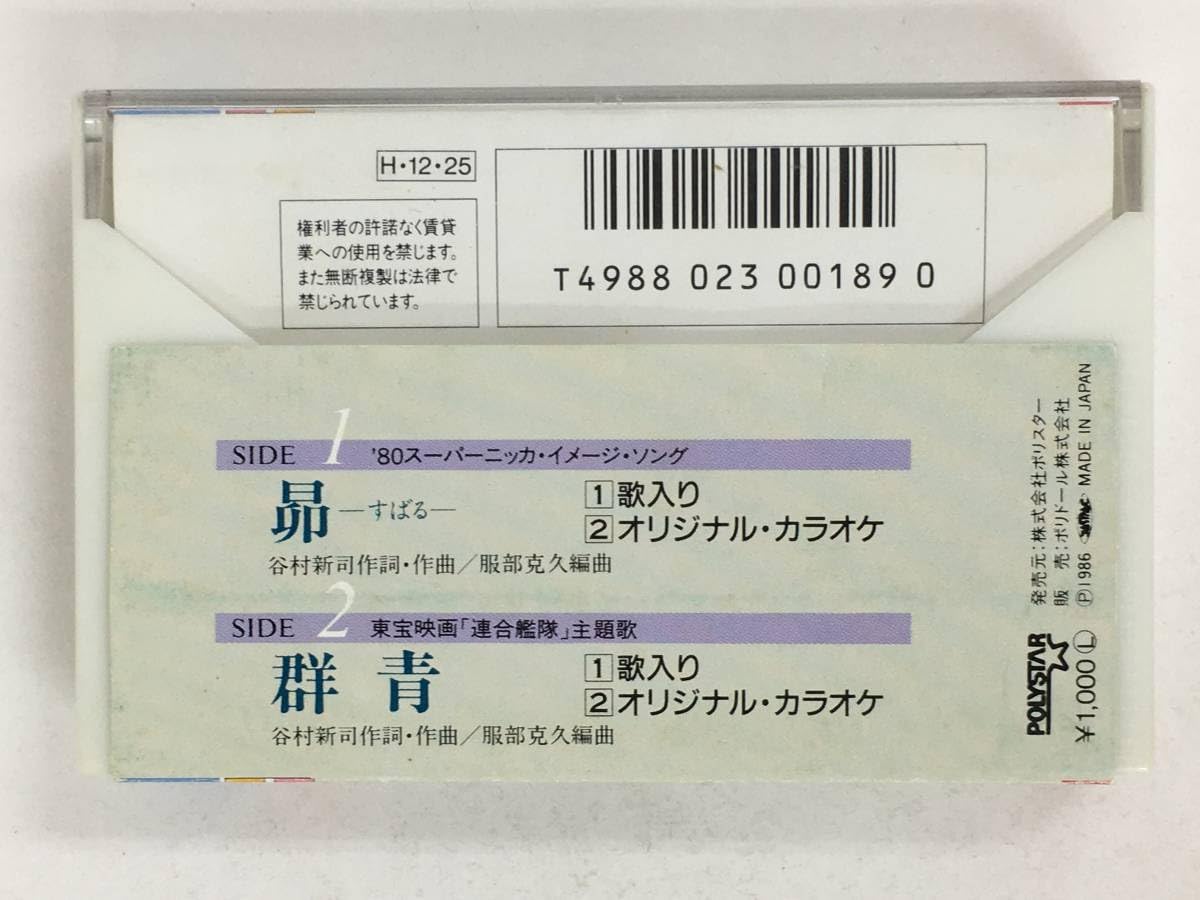 H・12・25
権利者の許諾なく賃貸
業への使用を禁じます。
また無断複製は法律で
禁じられています。
T4988 023 00189 0
SIDE 1 '80スーパーニッカ・イメージ・ソング
昴 ―すばる―
1 歌入り
2 オリジナル・カラオケ
谷村新司作詞・作曲／服部克久編曲
SIDE 2 東宝映画「連合艦隊」主題歌
群青
1 歌入り
2 オリジナル・カラオケ
谷村新司作詞・作曲／服部克久編曲
発売元：株式会社ポリスター
販 売：ポリドール株式会社
Ⓟ1986 MADE IN JAPAN
POLYSTAR
¥1,000 Ⓛ